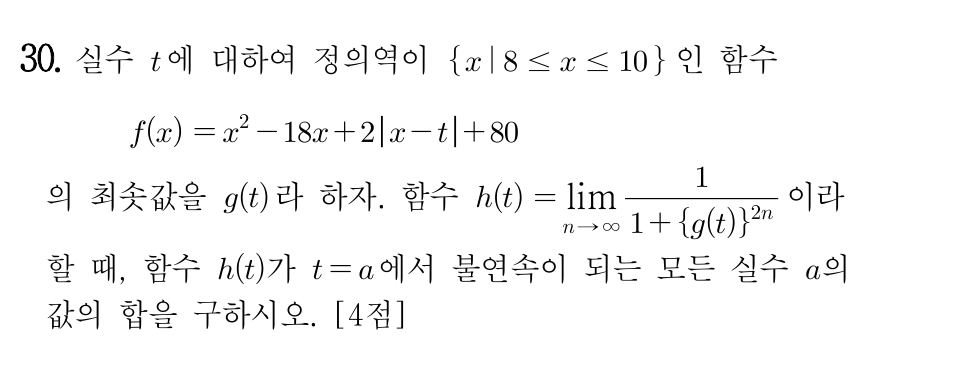 30. 실수 t에 대하여 정의역이 {x | 8 ≤ x ≤ 10}인 함수
f(x) = x² − 18x + 2|x − t| + 80
의 최솟값을 g(t)라 하자. 함수 h(t) = lim_{n→∞} 1/(1 + {g(t)}^{2n}) 이라
할 때, 함수 h(t)가 t = a에서 불연속이 되는 모든 실수 a의
값의 합을 구하시오. [4점]